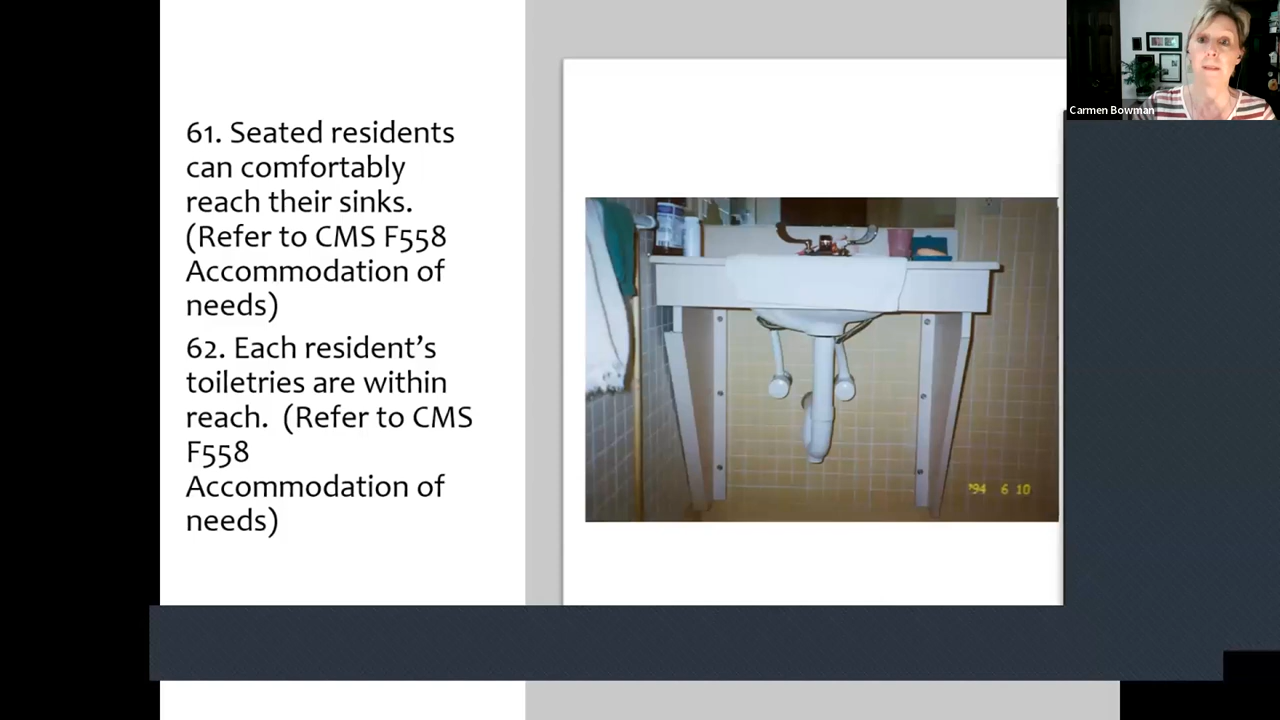 61. Seated residents
can comfortably
reach their sinks.
(Refer to CMS F558
Accommodation of
needs)
62. Each resident's
toiletries are within
reach.  (Refer to CMS
F558
Accommodation of
needs)
Carmen Bowman
'94 6 10